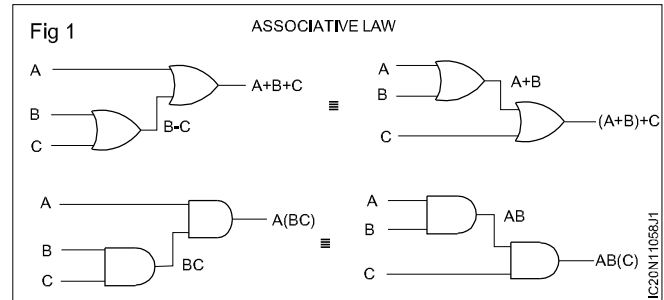 Fig 1
ASSOCIATIVE LAW
A
B
C
B-C
A+B+C
≡
A
B
A+B
C
(A+B)+C
A
B
C
BC
A(BC)
≡
A
B
AB
C
AB(C)
IC20N11058J1